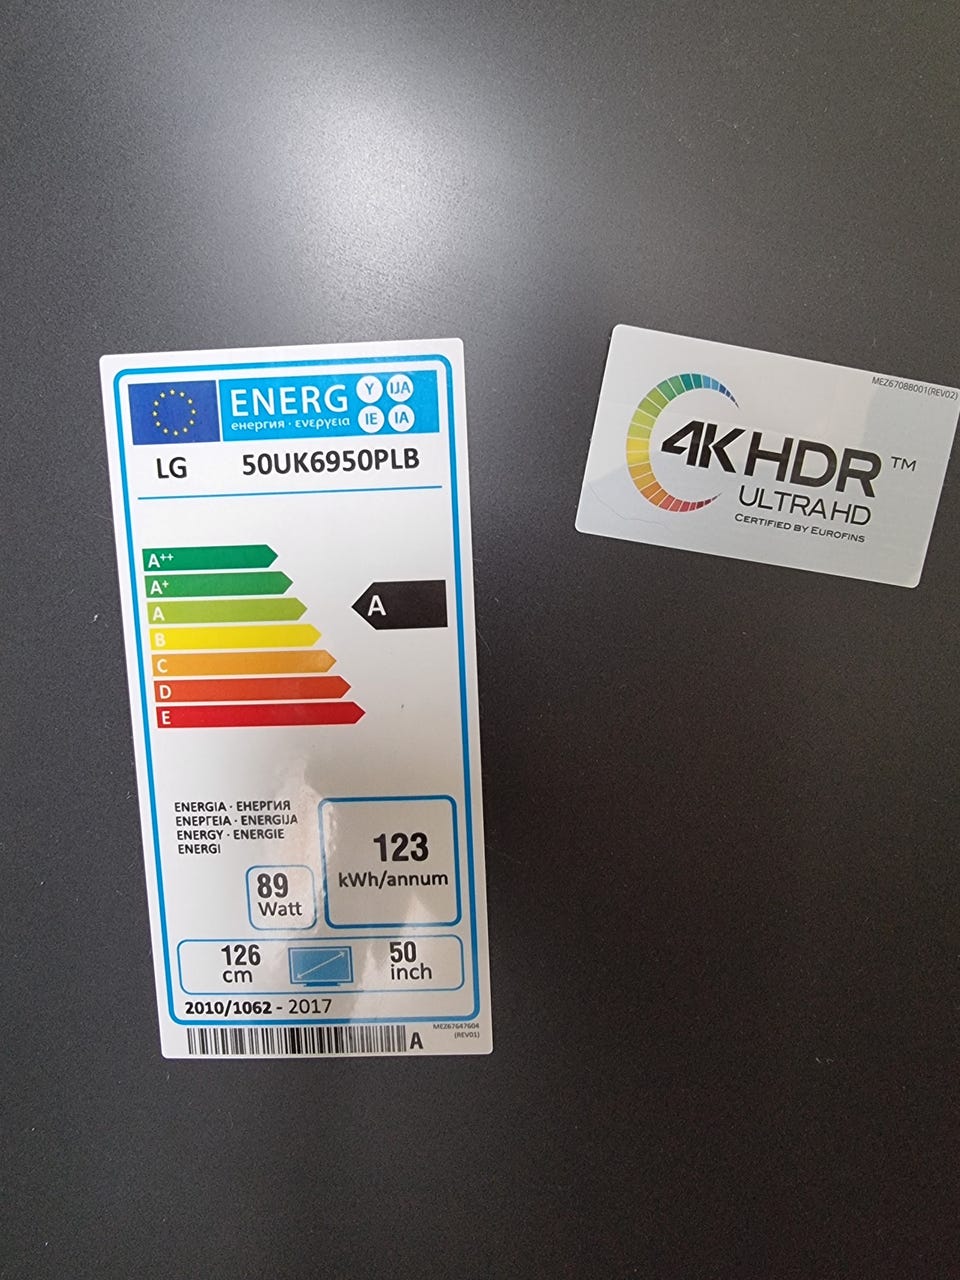 ENERG Y IJA
енергия · ενεργεια IE IA
LG 50UK6950PLB
A++
A+
A
B
C
D
E
A
ENERGIA · ЕНЕРГИЯ
ΕΝΕΡΓΕΙΑ · ENERGIJA
ENERGY · ENERGIE
ENERGI
123
kWh/annum
89
Watt
126
cm
50
inch
2010/1062 - 2017
A
MEZ67647604
(REV01)
MEZ67088001(REV02)
4K HDR™
ULTRA HD
CERTIFIED BY EUROFINS